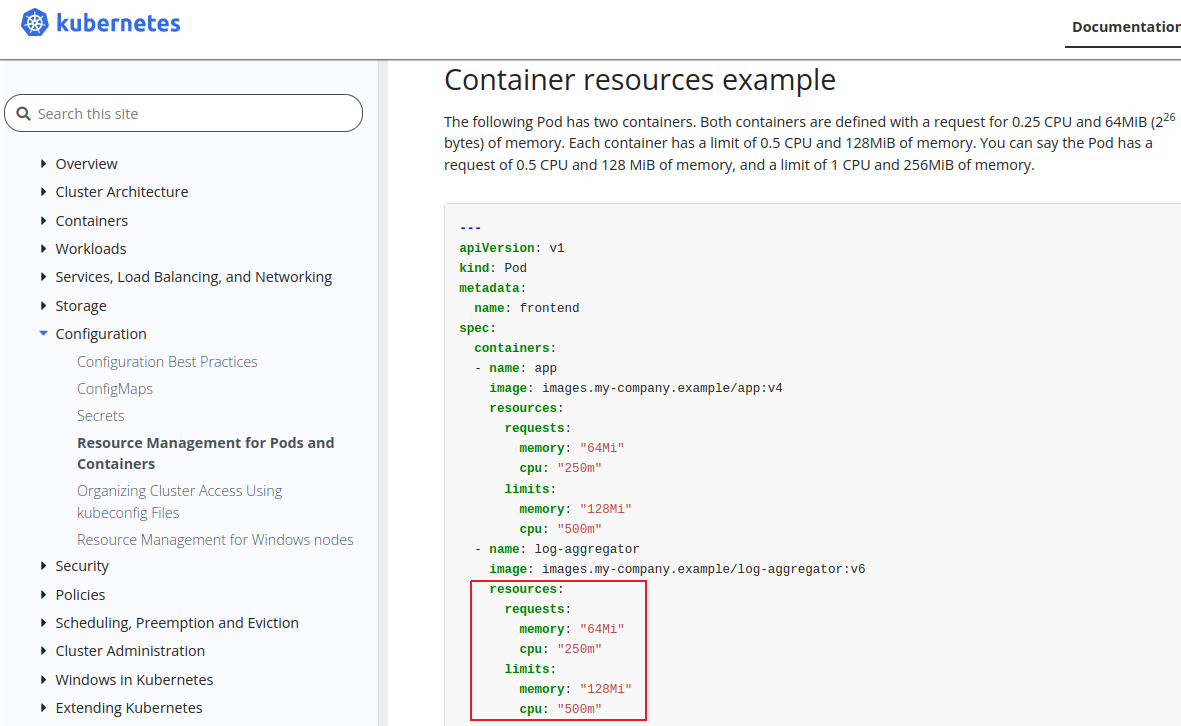 kubernetes
Documentation
Search this site
Overview
Cluster Architecture
Containers
Workloads
Services, Load Balancing, and Networking
Storage
Configuration
Configuration Best Practices
ConfigMaps
Secrets
Resource Management for Pods and
Containers
Organizing Cluster Access Using
kubeconfig Files
Resource Management for Windows nodes
Security
Policies
Scheduling, Preemption and Eviction
Cluster Administration
Windows in Kubernetes
Extending Kubernetes
Container resources example
The following Pod has two containers. Both containers are defined with a request for 0.25 CPU and 64MiB (2²⁶
bytes) of memory. Each container has a limit of 0.5 CPU and 128MiB of memory. You can say the Pod has a
request of 0.5 CPU and 128 MiB of memory, and a limit of 1 CPU and 256MiB of memory.
---
apiVersion: v1
kind: Pod
metadata:
  name: frontend
spec:
  containers:
  - name: app
    image: images.my-company.example/app:v4
    resources:
      requests:
        memory: "64Mi"
        cpu: "250m"
      limits:
        memory: "128Mi"
        cpu: "500m"
  - name: log-aggregator
    image: images.my-company.example/log-aggregator:v6
    resources:
      requests:
        memory: "64Mi"
        cpu: "250m"
      limits:
        memory: "128Mi"
        cpu: "500m"